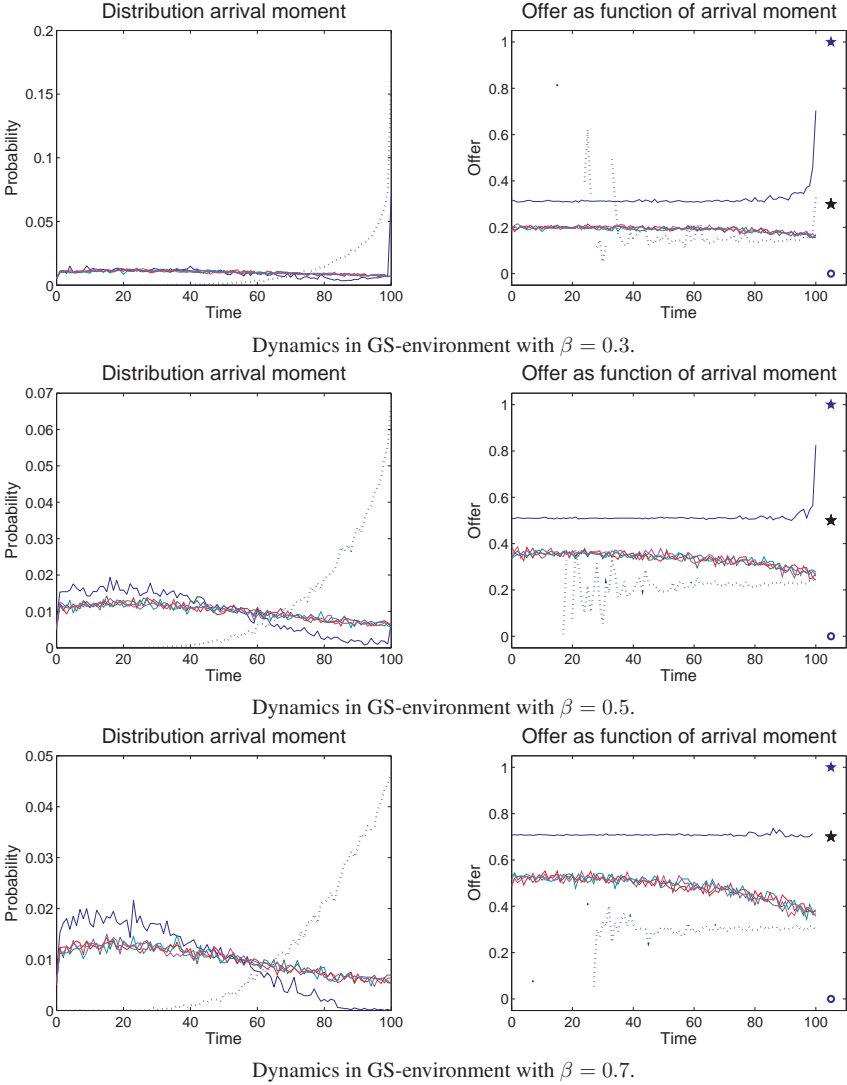 Distribution arrival moment
Offer as function of arrival moment
0.2
0.15
0.1
0.05
0
Probability
0 20 40 60 80 100
Time
1
0.8
0.6
0.4
0.2
0
Offer
0 20 40 60 80 100
Time
Dynamics in GS-environment with β = 0.3.
Distribution arrival moment
Offer as function of arrival moment
0.07
0.06
0.05
0.04
0.03
0.02
0.01
0
Probability
0 20 40 60 80 100
Time
1
0.8
0.6
0.4
0.2
0
Offer
0 20 40 60 80 100
Time
Dynamics in GS-environment with β = 0.5.
Distribution arrival moment
Offer as function of arrival moment
0.05
0.04
0.03
0.02
0.01
0
Probability
0 20 40 60 80 100
Time
1
0.8
0.6
0.4
0.2
0
Offer
0 20 40 60 80 100
Time
Dynamics in GS-environment with β = 0.7.